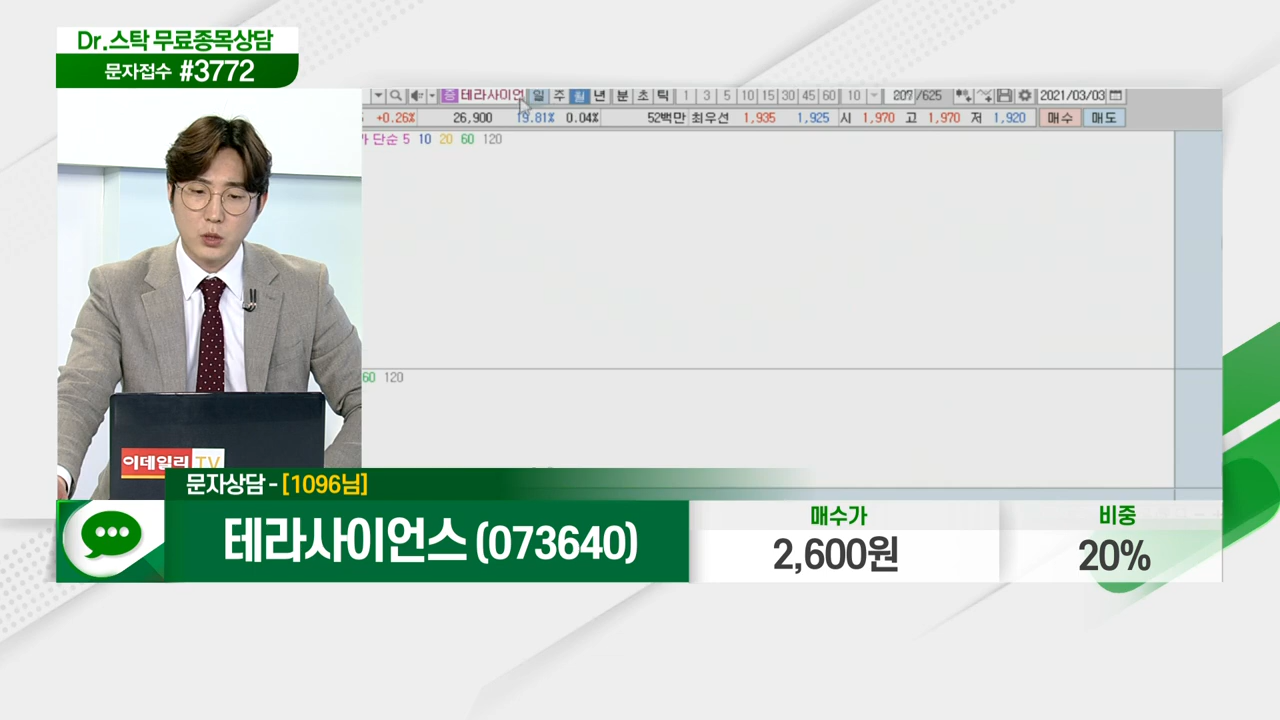 Dr.스탁 무료종목상담
문자접수 #3772
증 테라사이언 일 주 월 년 분 초 틱 1 3 5 10 15 30 45 60 10 207/625 2021/03/03
+0.26% 26,900 19.81% 0.04% 52백만 최우선 1,935 1,925 시 1,970 고 1,970 저 1,920 매수 매도
가 단순 5 10 20 60 120
60 120
이데일리 TV
문자상담 - [1096님]
테라사이언스 (073640)
매수가
2,600원
비중
20%